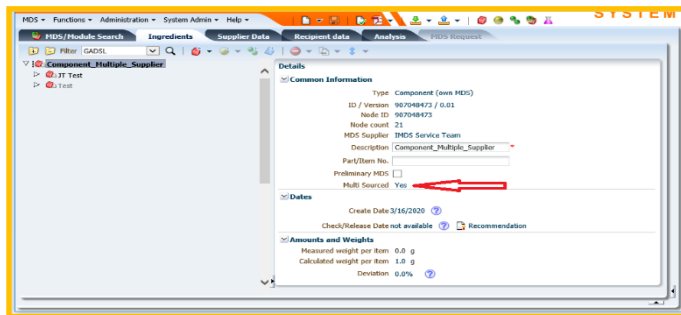 SYSTEM
MDS Functions Administration System Admin Help
MDS/Module Search Ingredients Supplier Data Recipient data Analysis MDS Request
Filter GADSL
Component_Multiple_Supplier
JT Test
Test
Details
Common Information
Type Component (own MDS)
ID / Version 907048473 / 0.01
Node ID 907048473
Node count 21
MDS Supplier IMDS Service Team
Description Component_Multiple_Supplier *
Part/Item No.
Preliminary MDS
Multi Sourced Yes
Dates
Create Date 3/16/2020 ?
Check/Release Date not available ? Recommendation
Amounts and Weights
Measured weight per item 0.0 g
Calculated weight per item 1.0 g
Deviation 0.0% ?